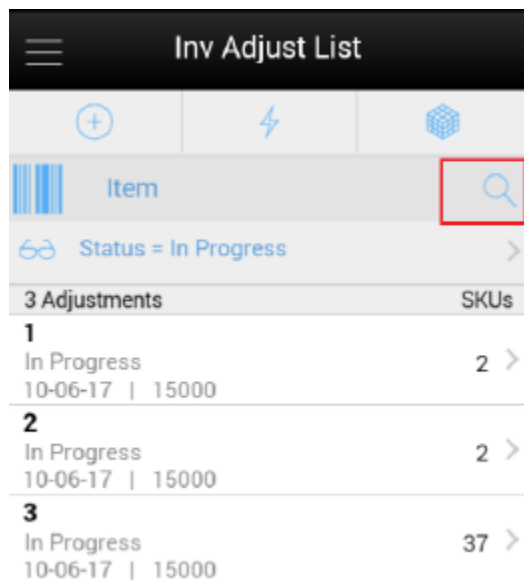 Inv Adjust List
Item
Status = In Progress
3 Adjustments SKUs
1
In Progress 2
10-06-17 | 15000
2
In Progress 2
10-06-17 | 15000
3
In Progress 37
10-06-17 | 15000